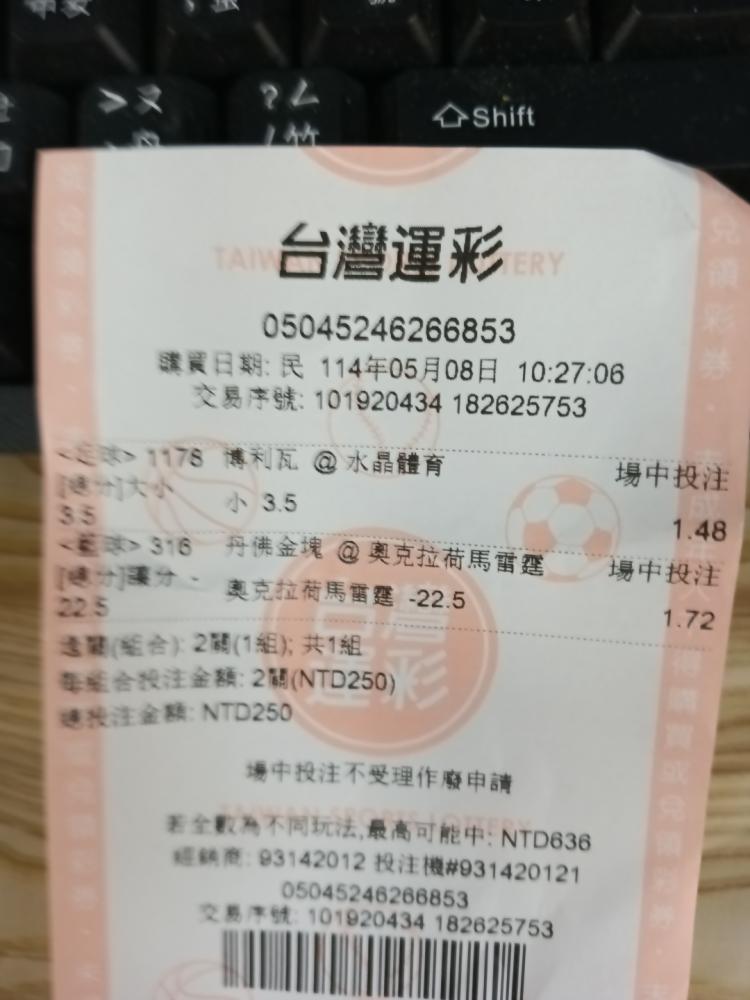 Shift
台灣運彩
TAIWAN SPORTS LOTTERY
05045246266853
購買日期: 民 114年05月08日 10:27:06
交易序號: 101920434 182625753
<足球> 1178 博利瓦 @ 水晶體育 場中投注
[總分]大小 小 3.5 1.48
3.5
<籃球> 316 丹佛金塊 @ 奧克拉荷馬雷霆 場中投注
[總分]讓分 - 奧克拉荷馬雷霆 -22.5 1.72
22.5
過關(組合): 2關(1組); 共1組
每組合投注金額: 2關(NTD250)
總投注金額: NTD250
場中投注不受理作廢申請
若全數為不同玩法,最高可能中: NTD636
經銷商: 93142012 投注機#931420121
05045246266853
交易序號: 101920434 182625753